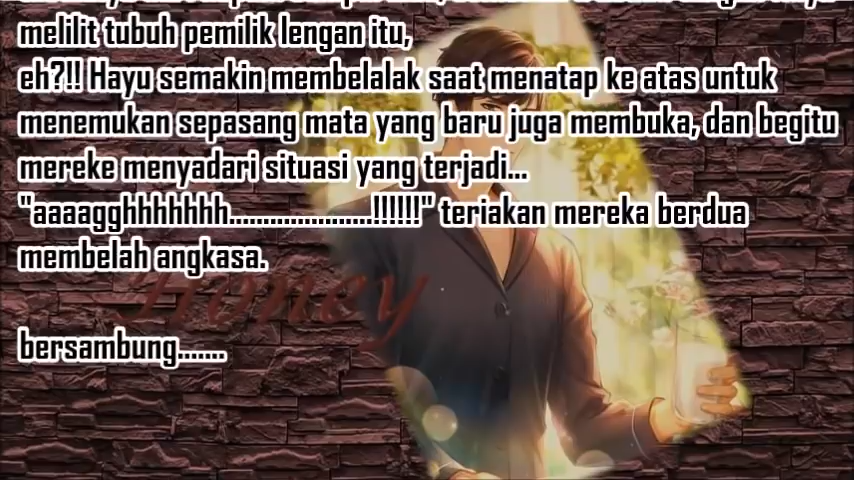 melilit tubuh pemilik lengan itu,
eh?!! Hayu semakin membelalak saat menatap ke atas untuk
menemukan sepasang mata yang baru juga membuka, dan begitu
mereke menyadari situasi yang terjadi...
"aaaagghhhhhhh.....................!!!!!!" teriakan mereka berdua
membelah angkasa.
Honey
bersambung.......